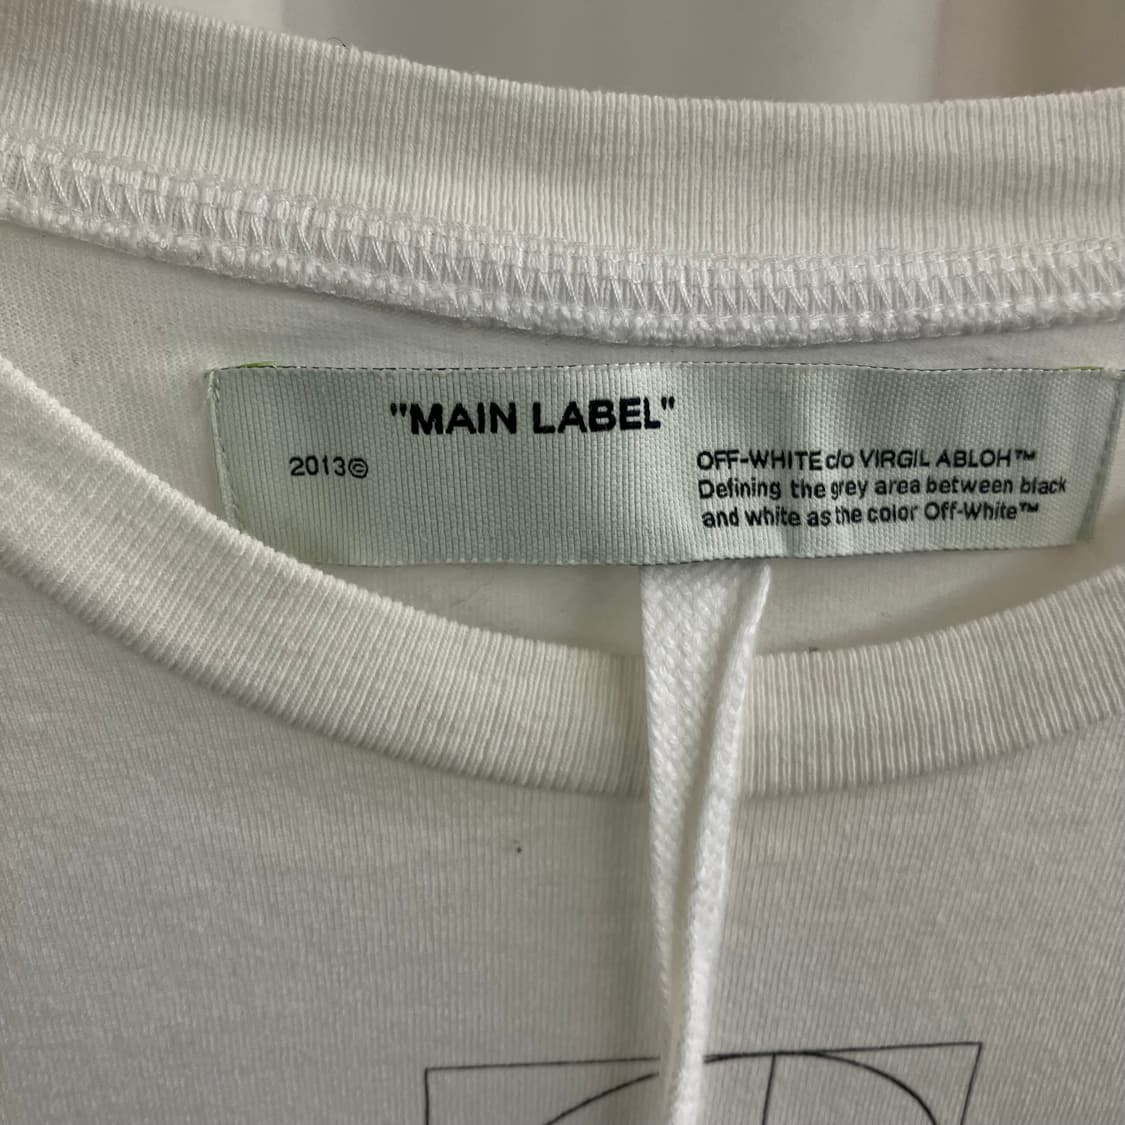 "MAIN LABEL"
2013©
OFF-WHITE c/o VIRGIL ABLOH™
Defining the grey area between black
and white as the color Off-White™